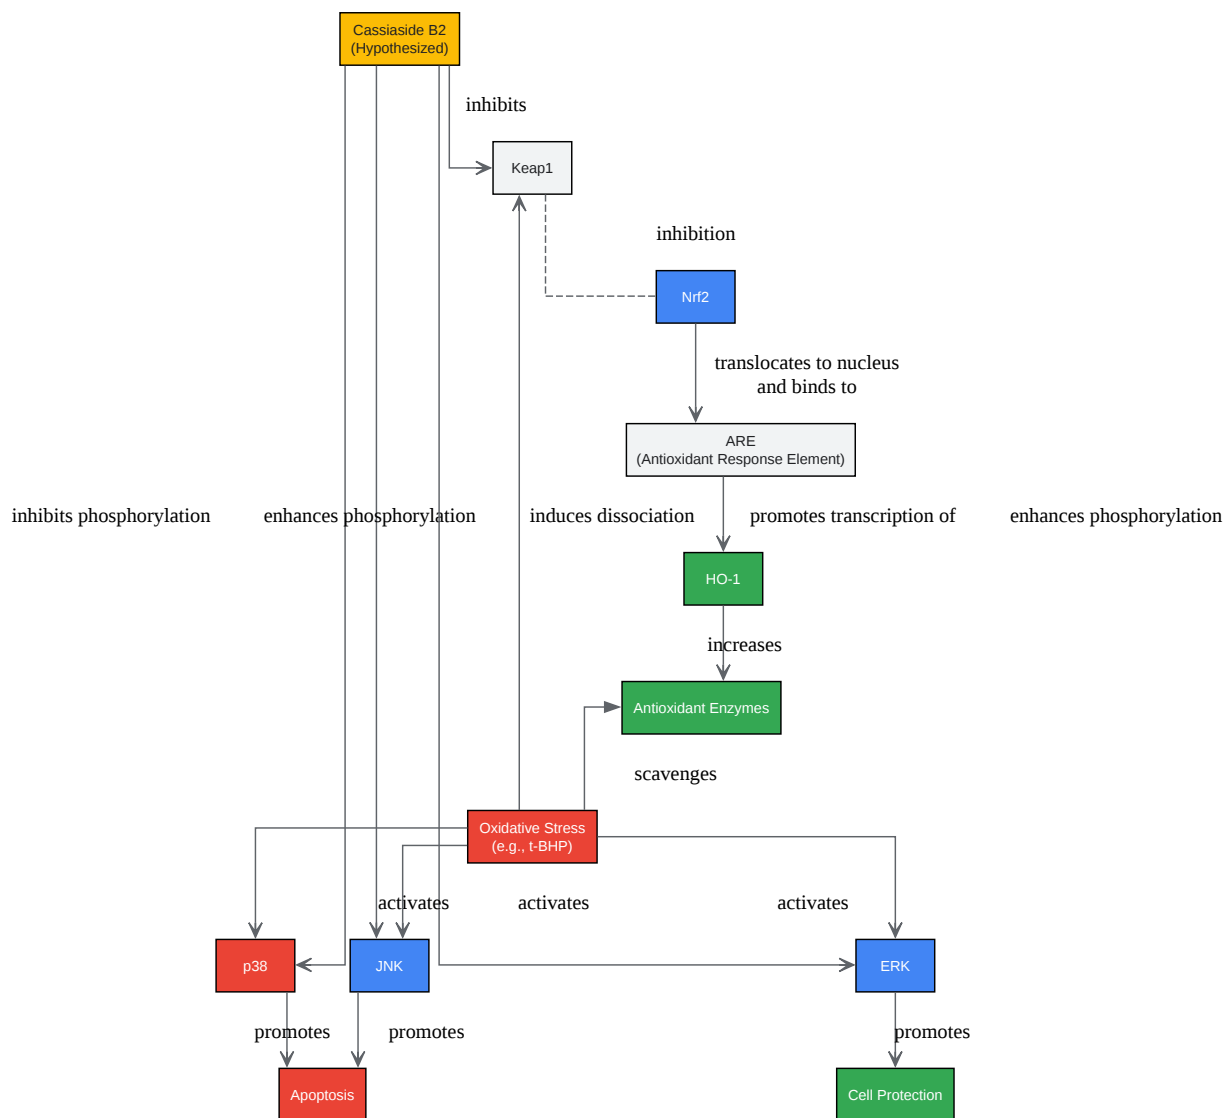 Cassiaside B2
(Hypothesized)
inhibits
Keap1
inhibition
Nrf2
translocates to nucleus
and binds to
ARE
(Antioxidant Response Element)
inhibits phosphorylation
enhances phosphorylation
induces dissociation
promotes transcription of
enhances phosphorylation
HO-1
increases
Antioxidant Enzymes
scavenges
Oxidative Stress
(e.g., t-BHP)
activates
activates
activates
p38
JNK
ERK
promotes
promotes
promotes
Apoptosis
Cell Protection